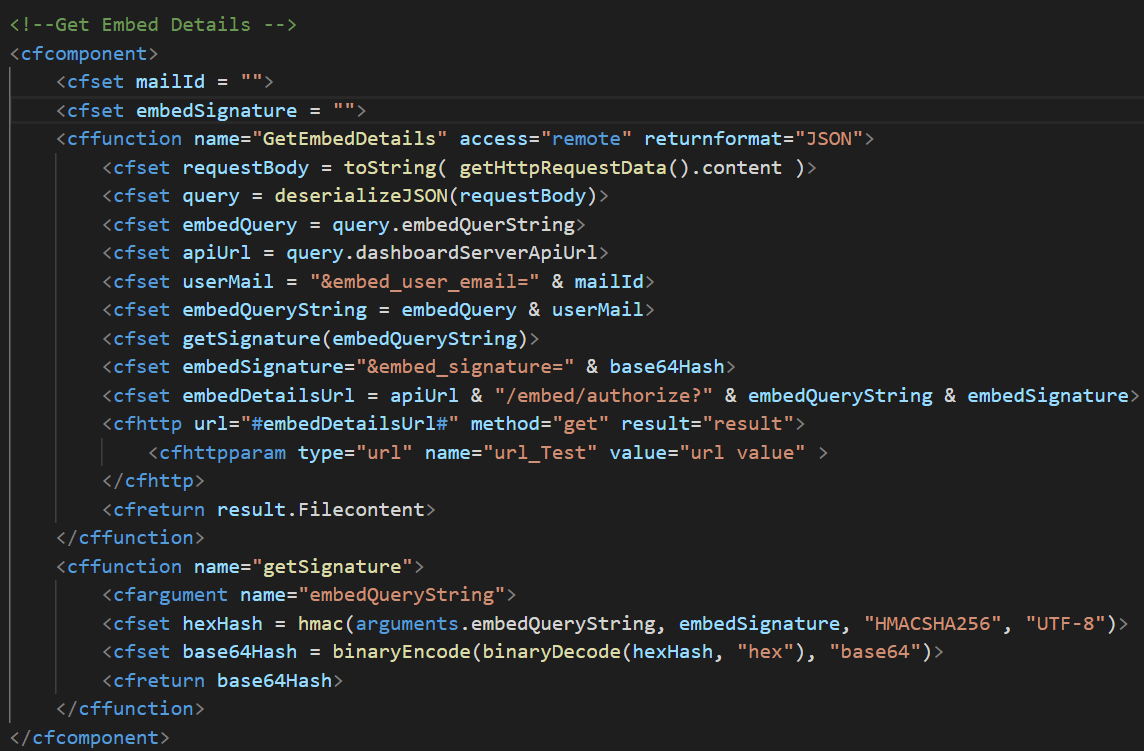 <!--Get Embed Details -->
<cfcomponent>
    <cfset mailId = "">
    <cfset embedSignature = "">
    <cffunction name="GetEmbedDetails" access="remote" returnformat="JSON">
        <cfset requestBody = toString( getHttpRequestData().content )>
        <cfset query = deserializeJSON(requestBody)>
        <cfset embedQuery = query.embedQuerString>
        <cfset apiUrl = query.dashboardServerApiUrl>
        <cfset userMail = "&embed_user_email=" & mailId>
        <cfset embedQueryString = embedQuery & userMail>
        <cfset getSignature(embedQueryString)>
        <cfset embedSignature="&embed_signature=" & base64Hash>
        <cfset embedDetailsUrl = apiUrl & "/embed/authorize?" & embedQueryString & embedSignature>
        <cfhttp url="#embedDetailsUrl#" method="get" result="result">
            <cfhttpparam type="url" name="url_Test" value="url value" >
        </cfhttp>
        <cfreturn result.Filecontent>
    </cffunction>
    <cffunction name="getSignature">
        <cfargument name="embedQueryString">
        <cfset hexHash = hmac(arguments.embedQueryString, embedSignature, "HMACSHA256", "UTF-8")>
        <cfset base64Hash = binaryEncode(binaryDecode(hexHash, "hex"), "base64")>
        <cfreturn base64Hash>
    </cffunction>
</cfcomponent>